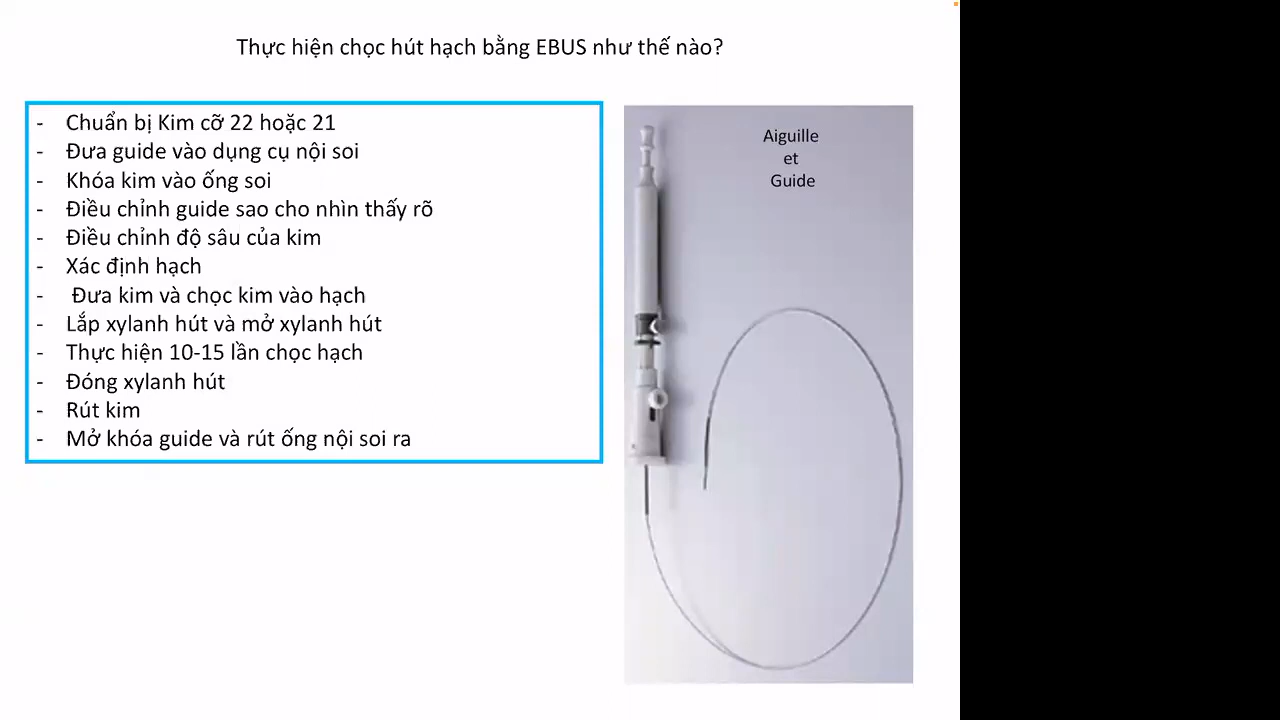 Thực hiện chọc hút hạch bằng EBUS như thế nào?
- Chuẩn bị Kim cỡ 22 hoặc 21
- Đưa guide vào dụng cụ nội soi
- Khóa kim vào ống soi
- Điều chỉnh guide sao cho nhìn thấy rõ
- Điều chỉnh độ sâu của kim
- Xác định hạch
- Đưa kim và chọc kim vào hạch
- Lắp xylanh hút và mở xylanh hút
- Thực hiện 10-15 lần chọc hạch
- Đóng xylanh hút
- Rút kim
- Mở khóa guide và rút ống nội soi ra
Aiguille
et
Guide